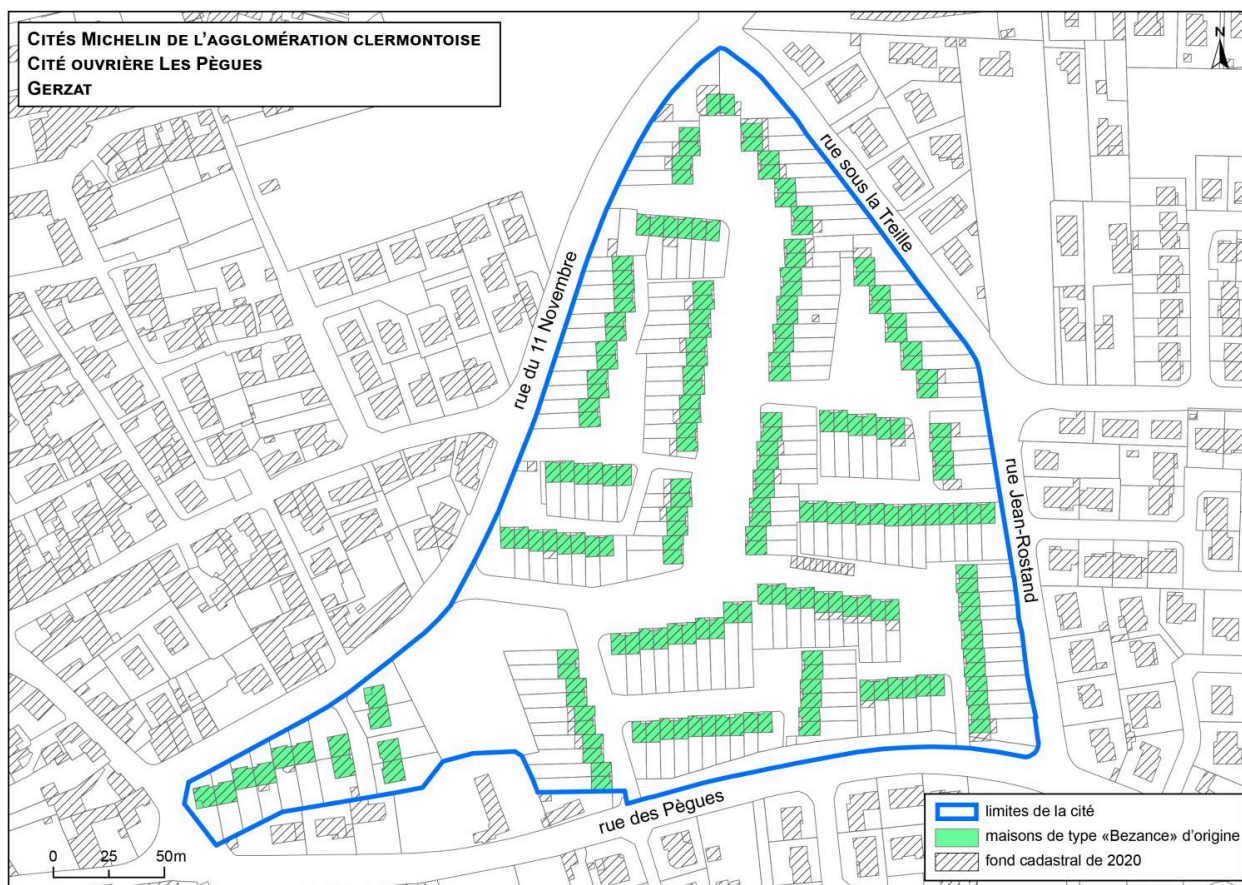 CITÉS MICHELIN DE L'AGGLOMÉRATION CLERMONTOISE
CITÉ OUVRIÈRE LES PÈGUES
GERZAT
N
rue sous la Treille
rue du 11 Novembre
rue Jean-Rostand
rue des Pègues
0 25 50m
limites de la cité
maisons de type «Bezance» d'origine
fond cadastral de 2020